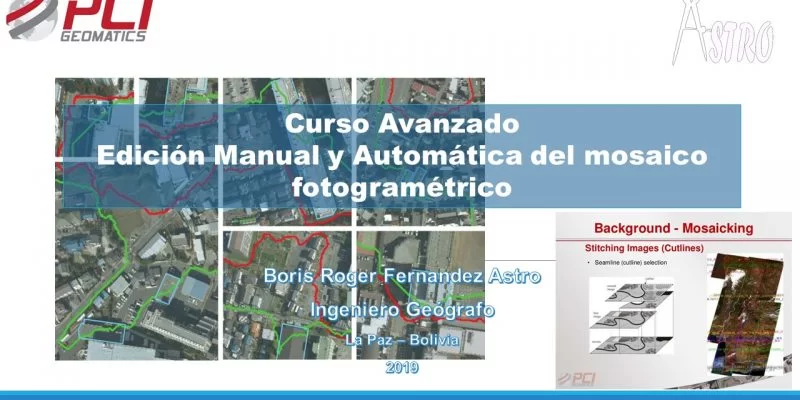 PCI
GEOMATICS
ASTRO
Curso Avanzado
Edición Manual y Automática del mosaico
fotogramétrico
Boris Roger Fernandez Astro
Ingeniero Geógrafo
La Paz – Bolivia
2019
Background - Mosaicking
Stitching Images (Cutlines)
• Seamline (cutline) selection
PCI